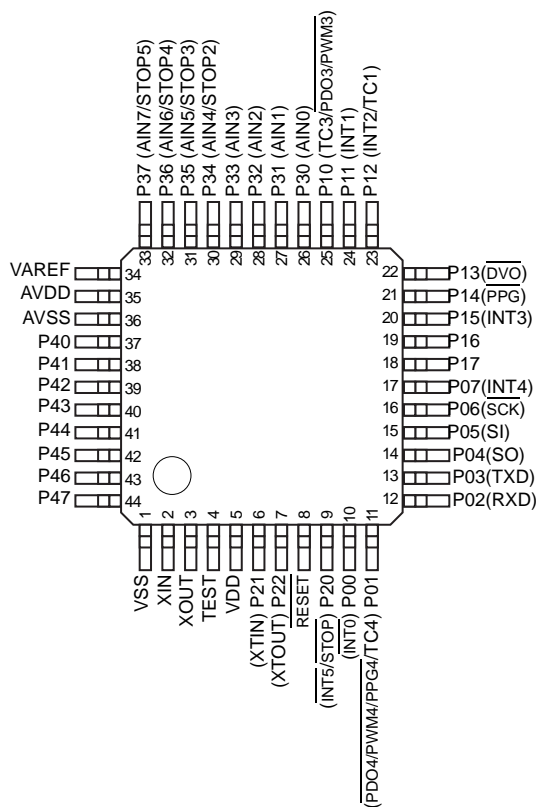 P37 (AIN7/STOP5)
P36 (AIN6/STOP4)
P35 (AIN5/STOP3)
P34 (AIN4/STOP2)
P33 (AIN3)
P32 (AIN2)
P31 (AIN1)
P30 (AIN0)
P10 (TC3/PDO3/PWM3)
P11 (INT1)
P12 (INT2/TC1)
33
32
31
30
29
28
27
26
25
24
23
VAREF 34
AVDD 35
AVSS 36
P40 37
P41 38
P42 39
P43 40
P44 41
P45 42
P46 43
P47 44
22 P13(DVO)
21 P14(PPG)
20 P15(INT3)
19 P16
18 P17
17 P07(INT4)
16 P06(SCK)
15 P05(SI)
14 P04(SO)
13 P03(TXD)
12 P02(RXD)
1
2
3
4
5
6
7
8
9
10
11
VSS
XIN
XOUT
TEST
VDD
(XTIN) P21
(XTOUT) P22
RESET
(INT5/STOP) P20
(INT0) P00
(PDO4/PWM4/PPG4/TC4) P01